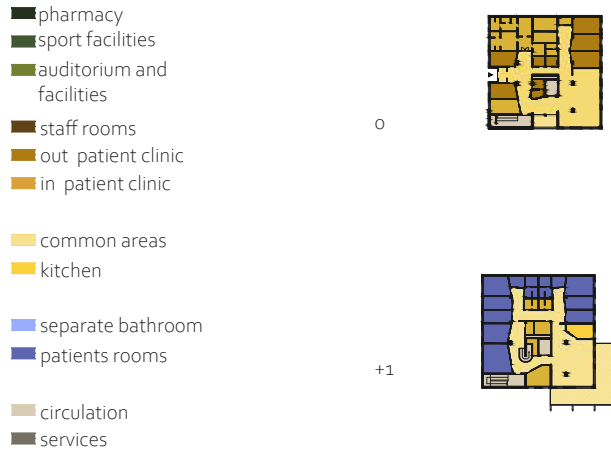 pharmacy
sport facilities
auditorium and
facilities
staff rooms
0
out patient clinic
in patient clinic
common areas
kitchen
separate bathroom
patients rooms
+1
circulation
services